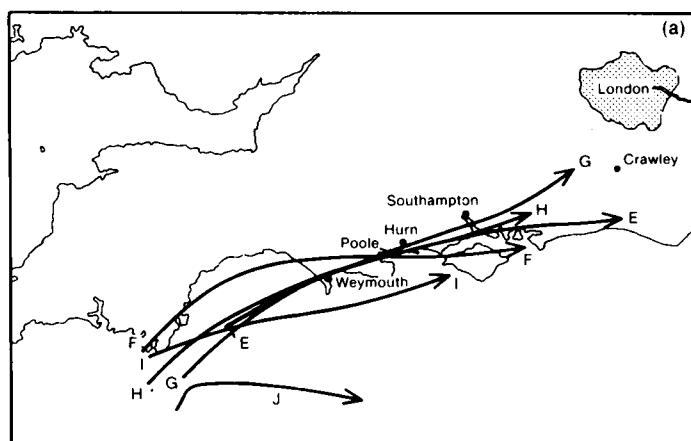 (a)
London
G
Crawley
Southampton
H
E
Hurn
Poole
F
Weymouth
I
F
E
I
G
H
J